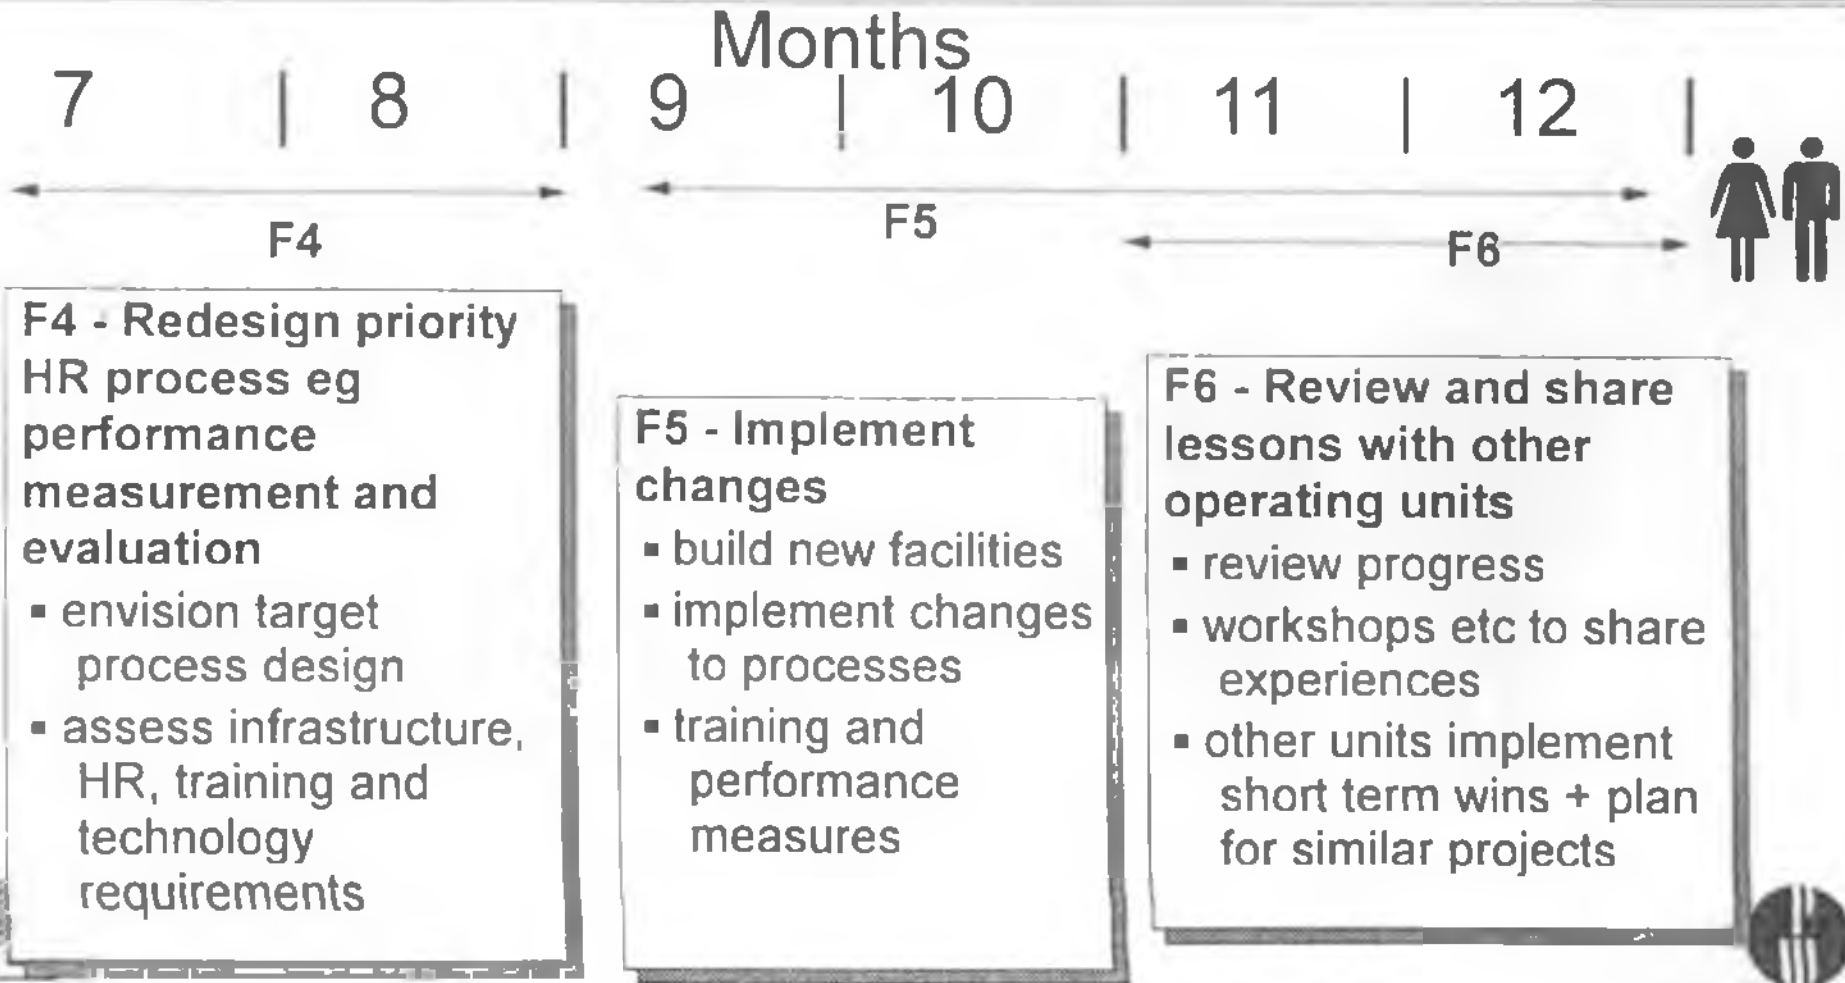 Months
7 | 8 | 9 | 10 | 11 | 12 |
F4
F5
F6
F4 - Redesign priority
HR process eg
performance
measurement and
evaluation
▪ envision target
process design
▪ assess infrastructure,
HR, training and
technology
requirements
F5 - Implement
changes
▪ build new facilities
▪ implement changes
to processes
▪ training and
performance
measures
F6 - Review and share
lessons with other
operating units
▪ review progress
▪ workshops etc to share
experiences
▪ other units implement
short term wins + plan
for similar projects